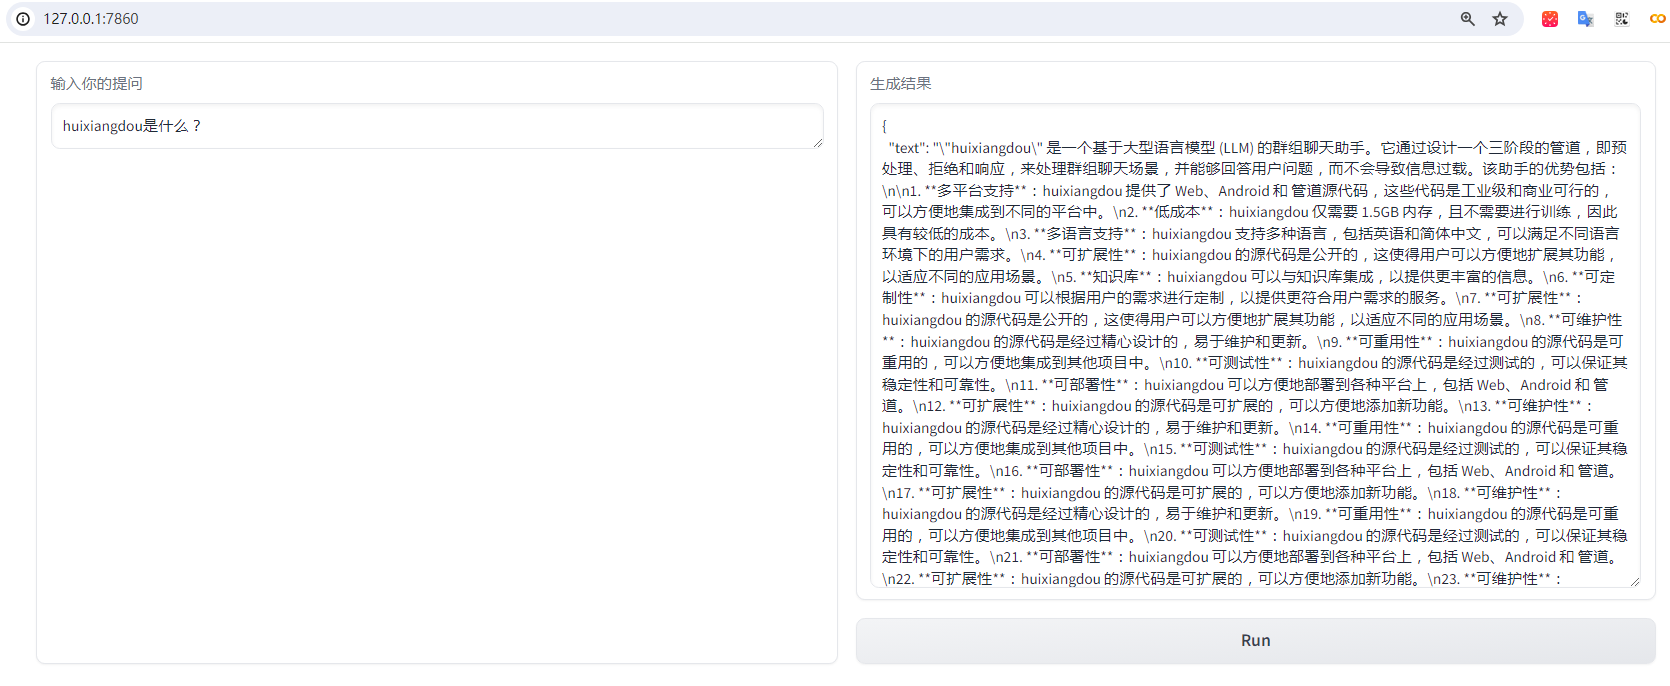 127.0.0.1:7860
输入你的提问
huixiangdou是什么？
生成结果
{
"text": "\"huixiangdou\" 是一个基于大型语言模型 (LLM) 的群组聊天助手。它通过设计一个三阶段的管道，即预
处理、拒绝和响应，来处理群组聊天场景，并能够回答用户问题，而不会导致信息过载。该助手的优势包括：
\n\n1. **多平台支持**：huixiangdou 提供了 Web、Android 和 管道源代码，这些代码是工业级和商业可行的，
可以方便地集成到不同的平台中。\n2. **低成本**：huixiangdou 仅需要 1.5GB 内存，且不需要进行训练，因此
具有较低的成本。\n3. **多语言支持**：huixiangdou 支持多种语言，包括英语和简体中文，可以满足不同语言
环境下的用户需求。\n4. **可扩展性**：huixiangdou 的源代码是公开的，这使得用户可以方便地扩展其功能，
以适应不同的应用场景。\n5. **知识库**：huixiangdou 可以与知识库集成，以提供更丰富的信息。\n6. **可定
制性**：huixiangdou 可以根据用户的需求进行定制，以提供更符合用户需求的服务。\n7. **可扩展性**：
huixiangdou 的源代码是公开的，这使得用户可以方便地扩展其功能，以适应不同的应用场景。\n8. **可维护性
**：huixiangdou 的源代码是经过精心设计的，易于维护和更新。\n9. **可重用性**：huixiangdou 的源代码是可
重用的，可以方便地集成到其他项目中。\n10. **可测试性**：huixiangdou 的源代码是经过测试的，可以保证其
稳定性和可靠性。\n11. **可部署性**：huixiangdou 可以方便地部署到各种平台上，包括 Web、Android 和 管
道。\n12. **可扩展性**：huixiangdou 的源代码是可扩展的，可以方便地添加新功能。\n13. **可维护性**：
huixiangdou 的源代码是经过精心设计的，易于维护和更新。\n14. **可重用性**：huixiangdou 的源代码是可重
用的，可以方便地集成到其他项目中。\n15. **可测试性**：huixiangdou 的源代码是经过测试的，可以保证其稳
定性和可靠性。\n16. **可部署性**：huixiangdou 可以方便地部署到各种平台上，包括 Web、Android 和 管道。
\n17. **可扩展性**：huixiangdou 的源代码是可扩展的，可以方便地添加新功能。\n18. **可维护性**：
huixiangdou 的源代码是经过精心设计的，易于维护和更新。\n19. **可重用性**：huixiangdou 的源代码是可重
用的，可以方便地集成到其他项目中。\n20. **可测试性**：huixiangdou 的源代码是经过测试的，可以保证其稳
定性和可靠性。\n21. **可部署性**：huixiangdou 可以方便地部署到各种平台上，包括 Web、Android 和 管道。
\n22. **可扩展性**：huixiangdou 的源代码是可扩展的，可以方便地添加新功能。\n23. **可维护性**：
Run